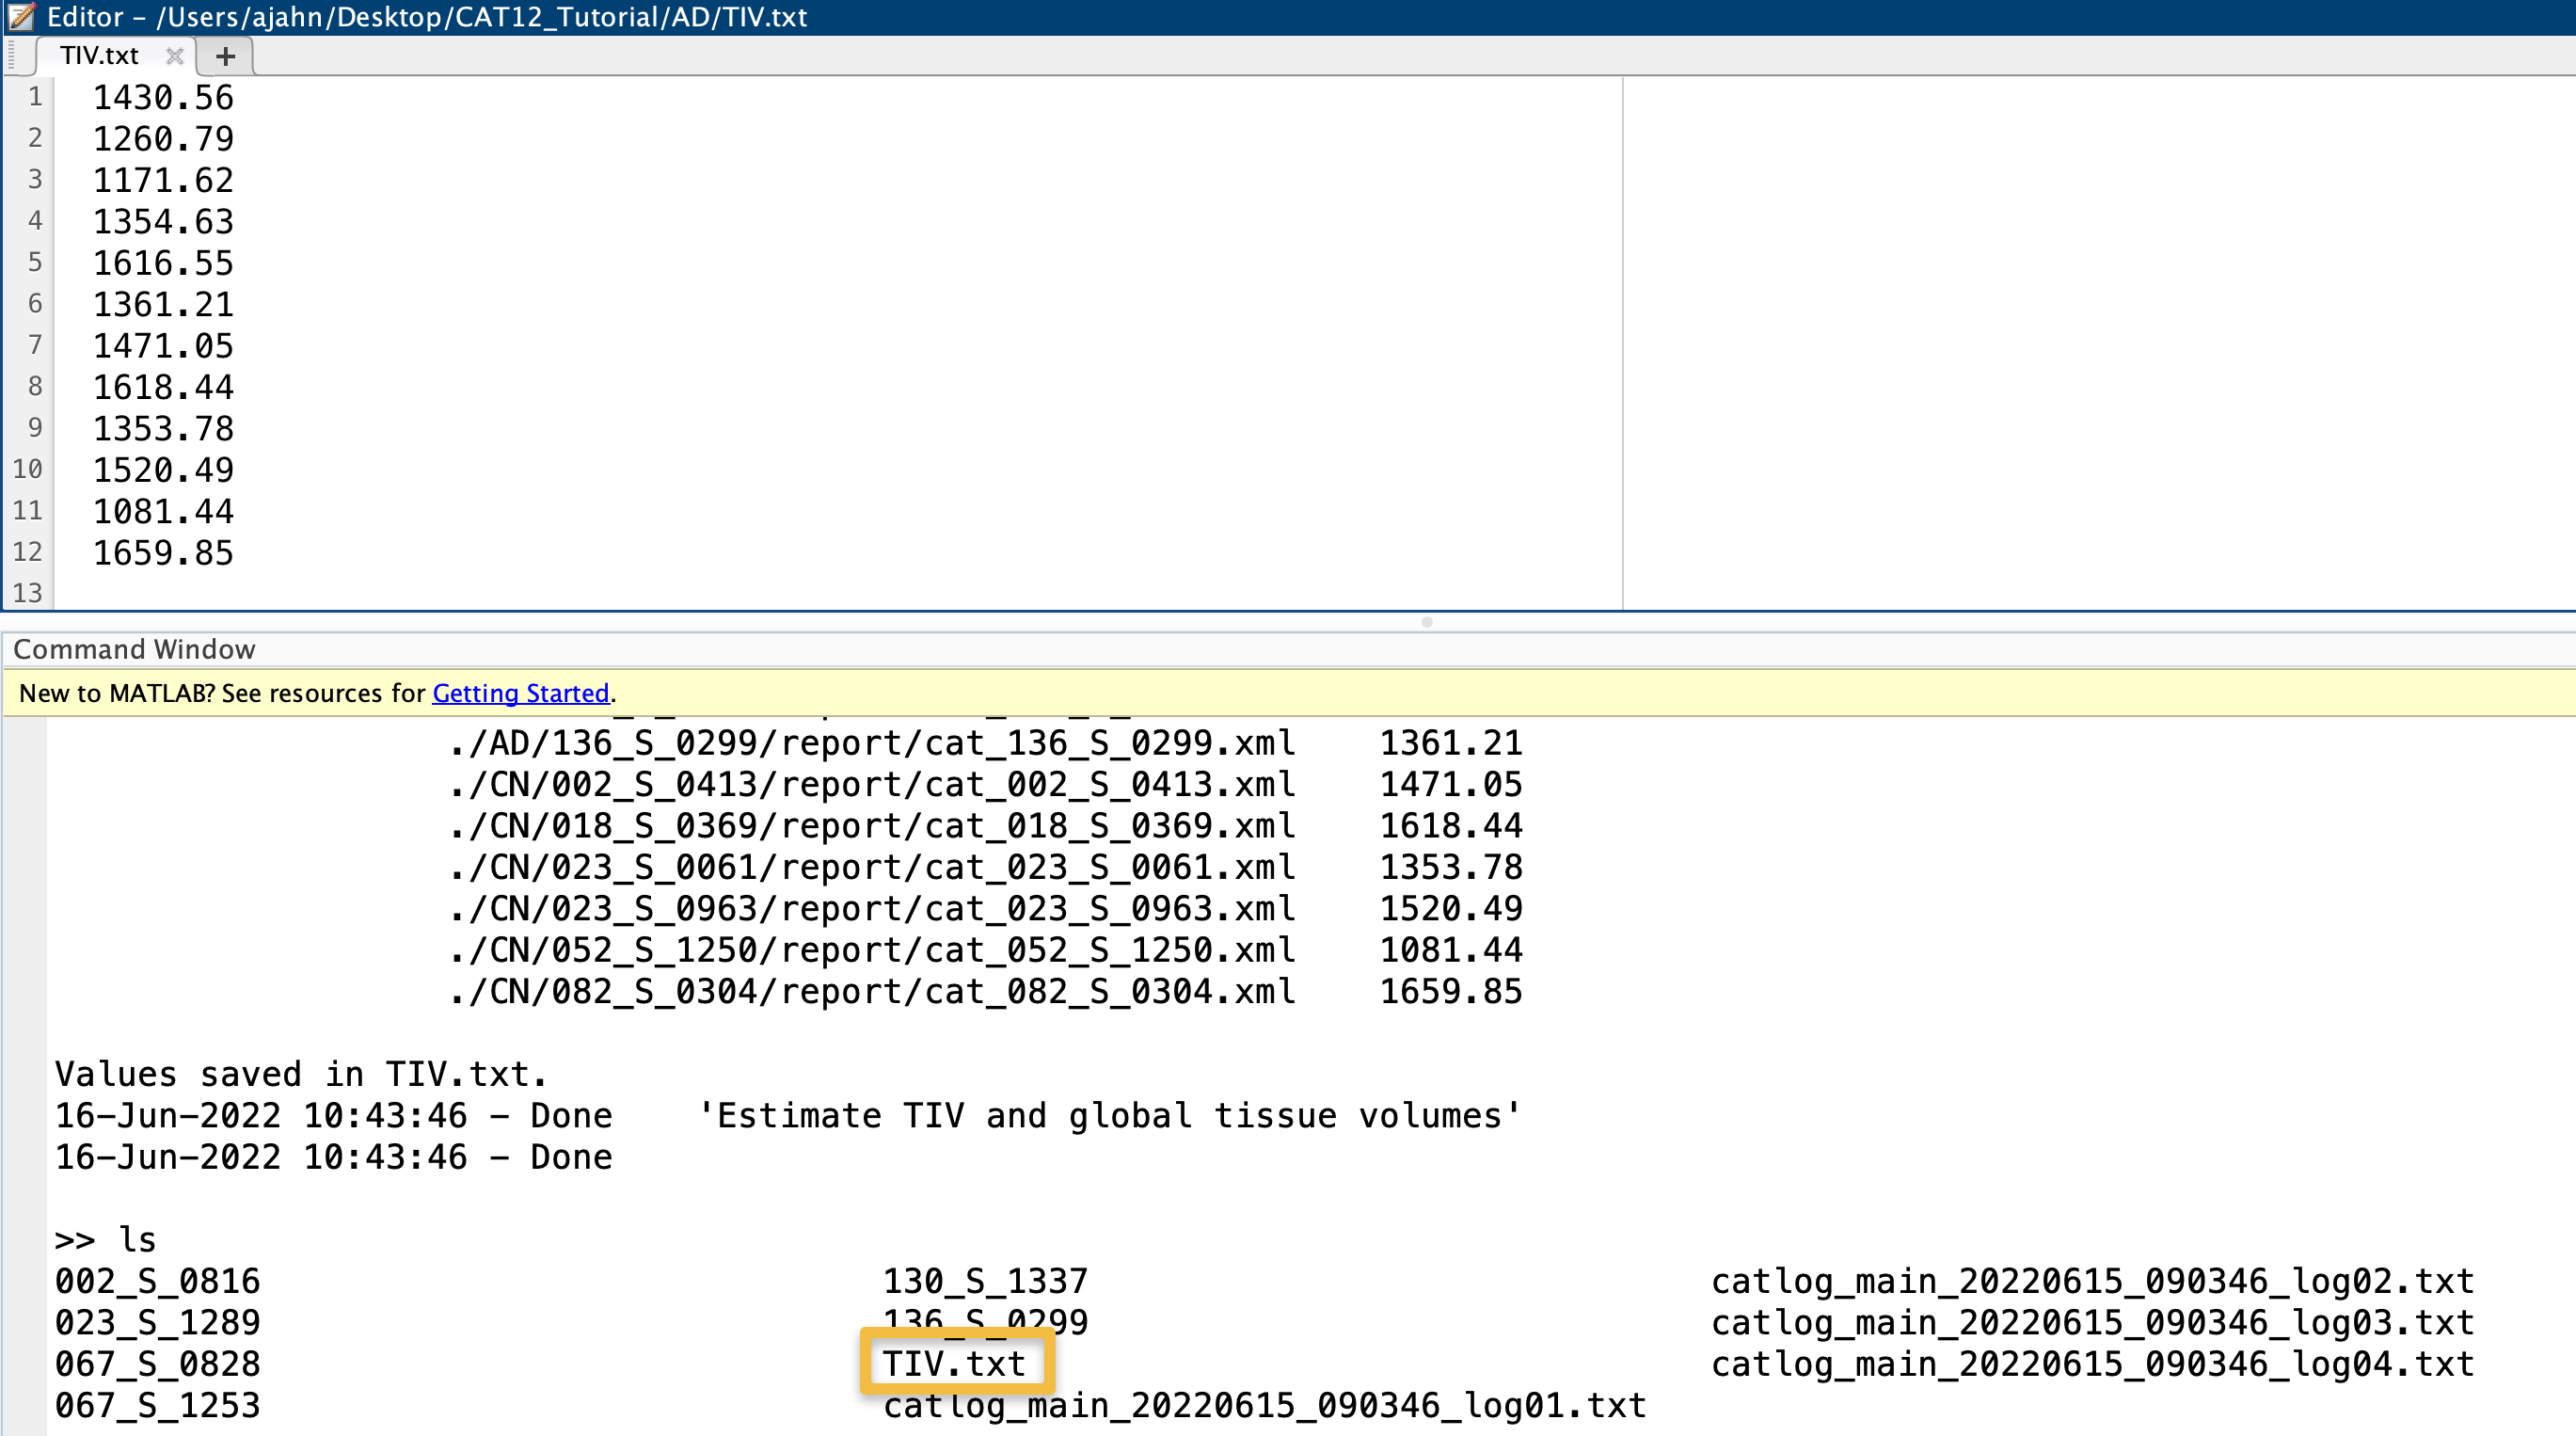 Editor – /Users/ajahn/Desktop/CAT12_Tutorial/AD/TIV.txt
TIV.txt
+
1 1430.56
2 1260.79
3 1171.62
4 1354.63
5 1616.55
6 1361.21
7 1471.05
8 1618.44
9 1353.78
10 1520.49
11 1081.44
12 1659.85
13
Command Window
New to MATLAB? See resources for Getting Started.
./AD/136_S_0299/report/cat_136_S_0299.xml 1361.21
./CN/002_S_0413/report/cat_002_S_0413.xml 1471.05
./CN/018_S_0369/report/cat_018_S_0369.xml 1618.44
./CN/023_S_0061/report/cat_023_S_0061.xml 1353.78
./CN/023_S_0963/report/cat_023_S_0963.xml 1520.49
./CN/052_S_1250/report/cat_052_S_1250.xml 1081.44
./CN/082_S_0304/report/cat_082_S_0304.xml 1659.85
Values saved in TIV.txt.
16-Jun-2022 10:43:46 - Done 'Estimate TIV and global tissue volumes'
16-Jun-2022 10:43:46 - Done
>> ls
002_S_0816 130_S_1337 catlog_main_20220615_090346_log02.txt
023_S_1289 136_S_0299 catlog_main_20220615_090346_log03.txt
067_S_0828 TIV.txt catlog_main_20220615_090346_log04.txt
067_S_1253 catlog_main_20220615_090346_log01.txt